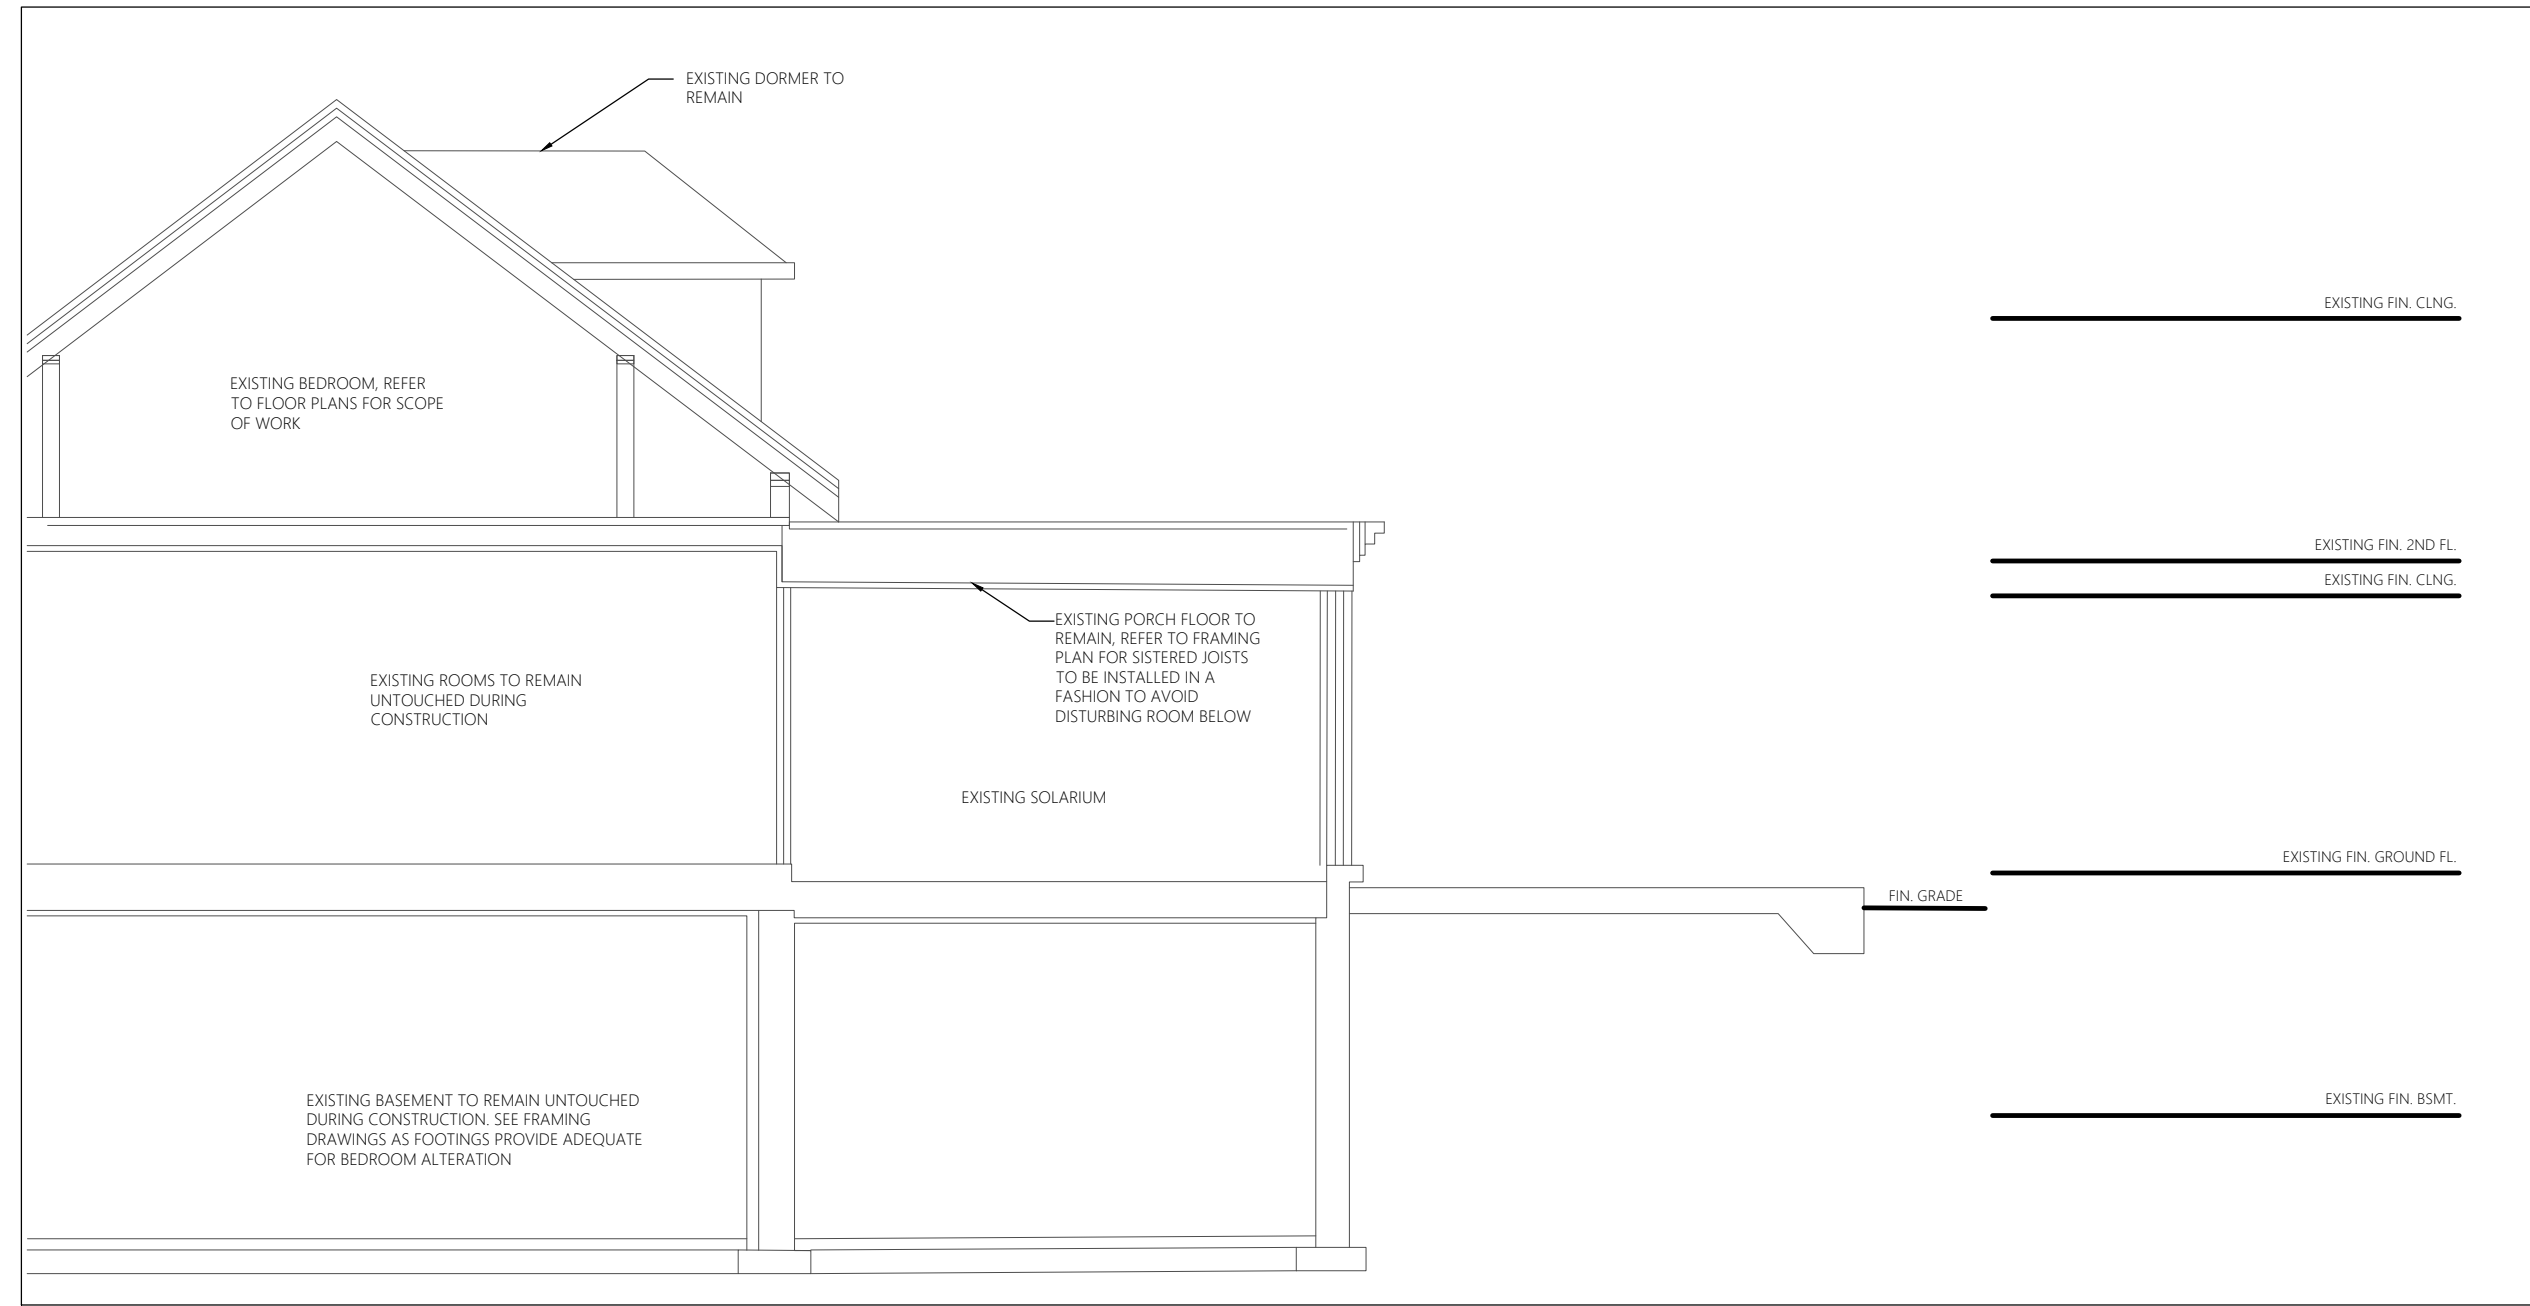 EXISTING DORMER TO
REMAIN
EXISTING FIN. CLNG.
EXISTING BEDROOM, REFER
TO FLOOR PLANS FOR SCOPE
OF WORK
EXISTING FIN. 2ND FL.
EXISTING FIN. CLNG.
EXISTING PORCH FLOOR TO
REMAIN, REFER TO FRAMING
PLAN FOR SISTERED JOISTS
TO BE INSTALLED IN A
FASHION TO AVOID
DISTURBING ROOM BELOW
EXISTING ROOMS TO REMAIN
UNTOUCHED DURING
CONSTRUCTION
EXISTING SOLARIUM
EXISTING FIN. GROUND FL.
FIN. GRADE
EXISTING BASEMENT TO REMAIN UNTOUCHED
DURING CONSTRUCTION. SEE FRAMING
DRAWINGS AS FOOTINGS PROVIDE ADEQUATE
FOR BEDROOM ALTERATION
EXISTING FIN. BSMT.